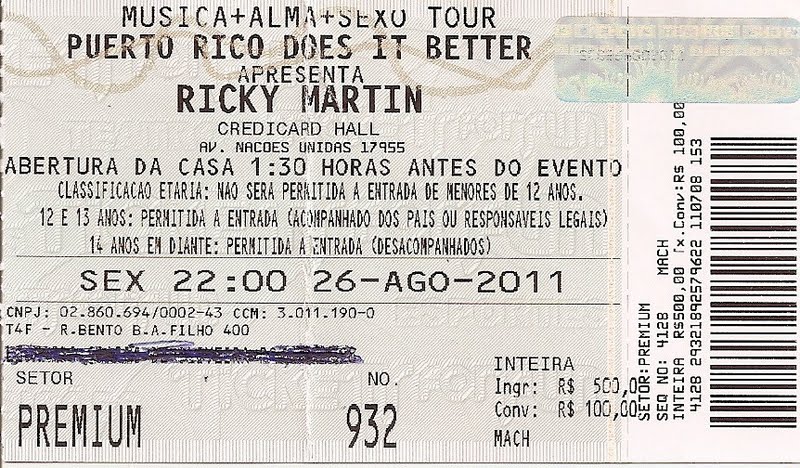 MUSICA+ALMA+SEXO TOUR
PUERTO RICO DOES IT BETTER
APRESENTA
RICKY MARTIN
CREDICARD HALL
AV. NACOES UNIDAS 17955
ABERTURA DA CASA 1:30 HORAS ANTES DO EVENTO
CLASSIFICACAO ETARIA: NAO SERA PERMITIDA A ENTRADA DE MENORES DE 12 ANOS.
12 E 13 ANOS: PERMITIDA A ENTRADA (ACOMPANHADO DOS PAIS OU RESPONSAVEIS LEGAIS)
14 ANOS EM DIANTE: PERMITIDA A ENTRADA (DESACOMPANHADOS)
SEX 22:00 26-AGO-2011
CNPJ: 02.860.694/0002-43 CCM: 3.011.190-0
T4F - R.BENTO B.A.FILHO 400
SETOR NO. INTEIRA
PREMIUM 932
Ingr: R$ 500,00
Conv: R$ 100,00
MACH
SETOR:PREMIUM
SEQ NO: 4128 MACH
INTEIRA R$500,00 Tx.Conv:R$ 100,00
4128 29321892579622 110708 153